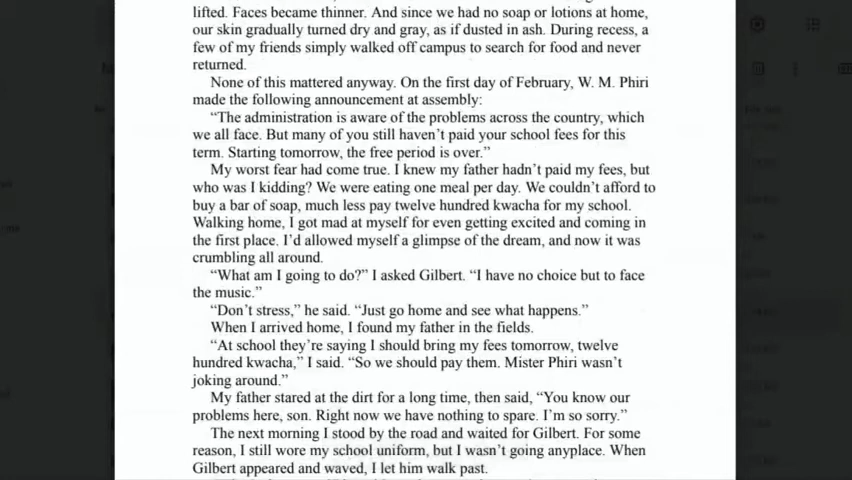 lifted. Faces became thinner. And since we had no soap or lotions at home,
our skin gradually turned dry and gray, as if dusted in ash. During recess, a
few of my friends simply walked off campus to search for food and never
returned.
None of this mattered anyway. On the first day of February, W. M. Phiri
made the following announcement at assembly:
“The administration is aware of the problems across the country, which
we all face. But many of you still haven’t paid your school fees for this
term. Starting tomorrow, the free period is over.”
My worst fear had come true. I knew my father hadn’t paid my fees, but
who was I kidding? We were eating one meal per day. We couldn’t afford to
buy a bar of soap, much less pay twelve hundred kwacha for my school.
Walking home, I got mad at myself for even getting excited and coming in
the first place. I’d allowed myself a glimpse of the dream, and now it was
crumbling all around.
“What am I going to do?” I asked Gilbert. “I have no choice but to face
the music.”
“Don’t stress,” he said. “Just go home and see what happens.”
When I arrived home, I found my father in the fields.
“At school they’re saying I should bring my fees tomorrow, twelve
hundred kwacha,” I said. “So we should pay them. Mister Phiri wasn’t
joking around.”
My father stared at the dirt for a long time, then said, “You know our
problems here, son. Right now we have nothing to spare. I’m so sorry.”
The next morning I stood by the road and waited for Gilbert. For some
reason, I still wore my school uniform, but I wasn’t going anyplace. When
Gilbert appeared and waved, I let him walk past.